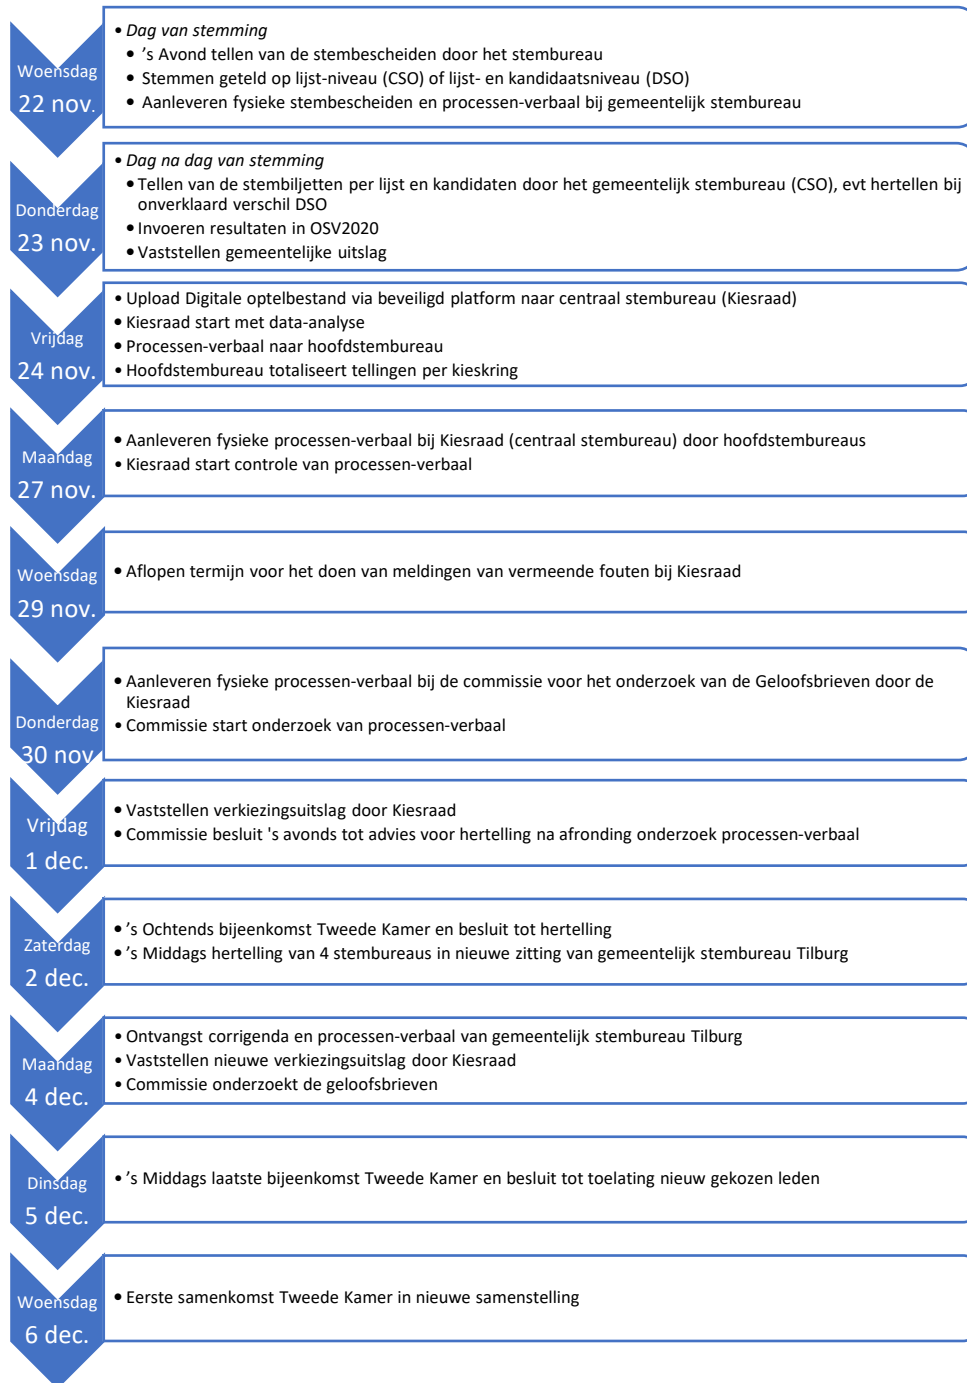 Woensdag
22 nov.
• Dag van stemming
• ’s Avond tellen van de stembescheiden door het stembureau
• Stemmen geteld op lijst-niveau (CSO) of lijst- en kandidaatsniveau (DSO)
• Aanleveren fysieke stembescheiden en processen-verbaal bij gemeentelijk stembureau
Donderdag
23 nov.
• Dag na dag van stemming
• Tellen van de stembiljetten per lijst en kandidaten door het gemeentelijk stembureau (CSO), evt hertellen bij
onverklaard verschil DSO
• Invoeren resultaten in OSV2020
• Vaststellen gemeentelijke uitslag
Vrijdag
24 nov.
• Upload Digitale optelbestand via beveiligd platform naar centraal stembureau (Kiesraad)
• Kiesraad start met data-analyse
• Processen-verbaal naar hoofdstembureau
• Hoofdstembureau totaliseert tellingen per kieskring
Maandag
27 nov.
• Aanleveren fysieke processen-verbaal bij Kiesraad (centraal stembureau) door hoofdstembureaus
• Kiesraad start controle van processen-verbaal
Woensdag
29 nov.
• Aflopen termijn voor het doen van meldingen van vermeende fouten bij Kiesraad
Donderdag
30 nov
• Aanleveren fysieke processen-verbaal bij de commissie voor het onderzoek van de Geloofsbrieven door de
Kiesraad
• Commissie start onderzoek van processen-verbaal
Vrijdag
1 dec.
• Vaststellen verkiezingsuitslag door Kiesraad
• Commissie besluit 's avonds tot advies voor hertelling na afronding onderzoek processen-verbaal
Zaterdag
2 dec.
• ’s Ochtends bijeenkomst Tweede Kamer en besluit tot hertelling
• ’s Middags hertelling van 4 stembureaus in nieuwe zitting van gemeentelijk stembureau Tilburg
Maandag
4 dec.
• Ontvangst corrigenda en processen-verbaal van gemeentelijk stembureau Tilburg
• Vaststellen nieuwe verkiezingsuitslag door Kiesraad
• Commissie onderzoekt de geloofsbrieven
Dinsdag
5 dec.
• ’s Middags laatste bijeenkomst Tweede Kamer en besluit tot toelating nieuw gekozen leden
Woensdag
6 dec.
• Eerste samenkomst Tweede Kamer in nieuwe samenstelling